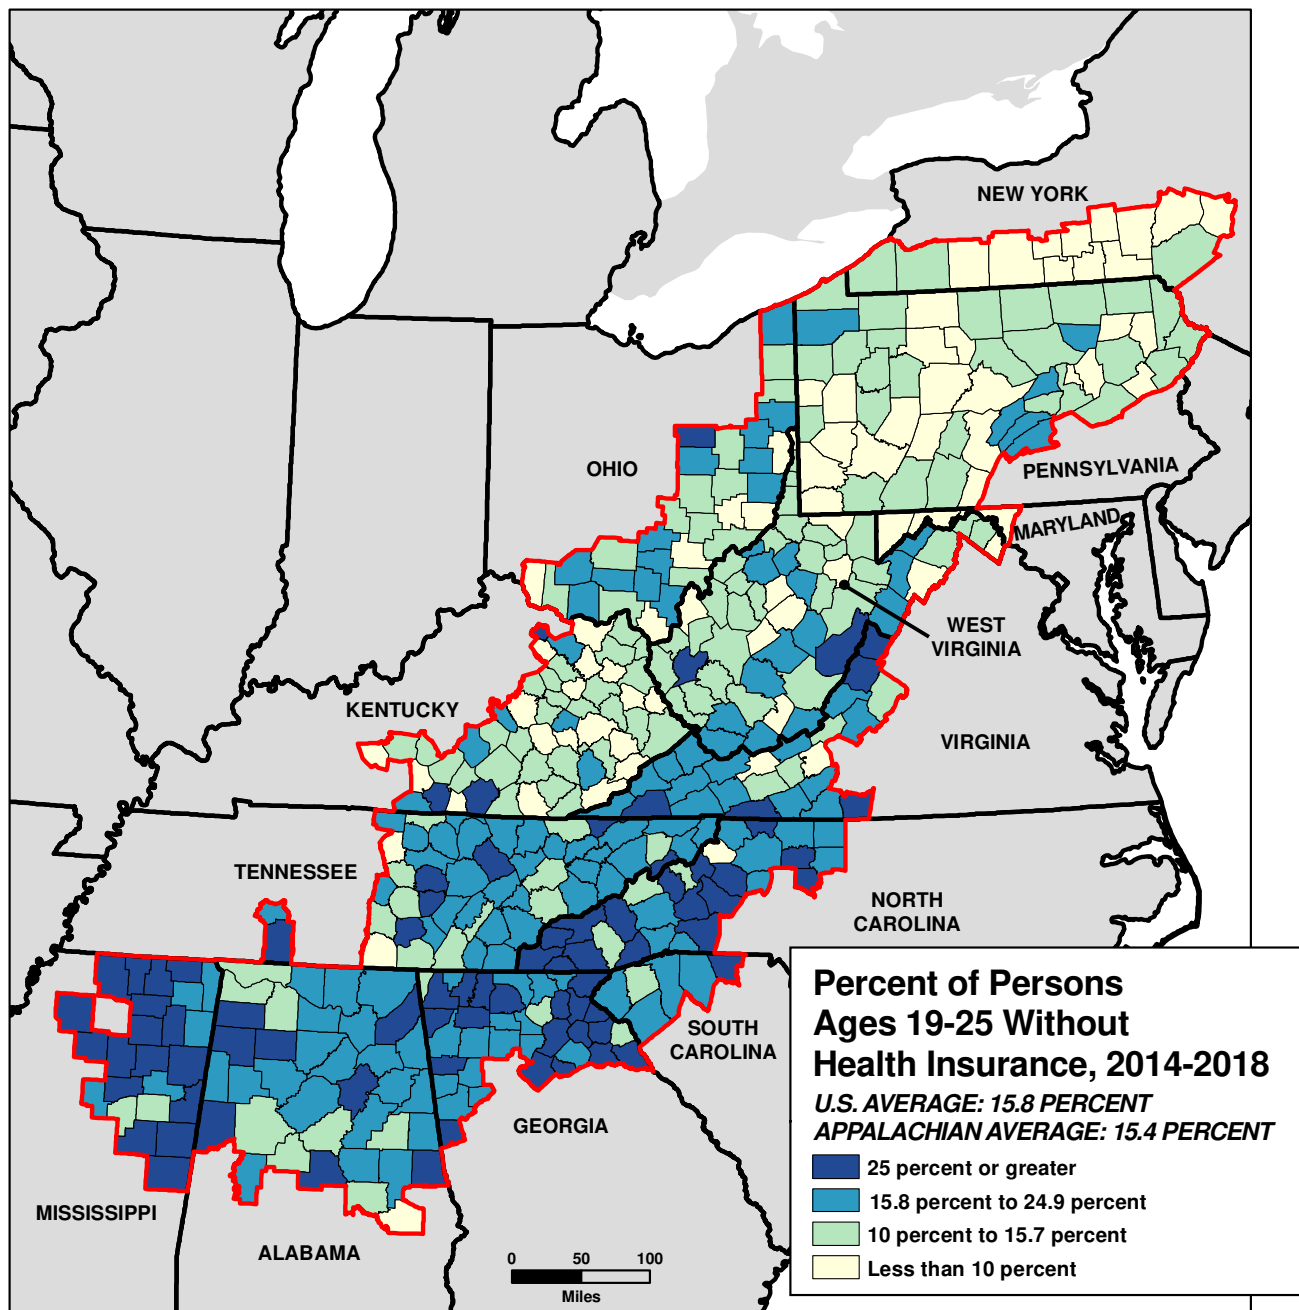 NEW YORK
OHIO
PENNSYLVANIA
MARYLAND
WEST
VIRGINIA
KENTUCKY
VIRGINIA
TENNESSEE
NORTH
CAROLINA
SOUTH
CAROLINA
GEORGIA
MISSISSIPPI
ALABAMA
0 50 100
Miles
Percent of Persons
Ages 19-25 Without
Health Insurance, 2014-2018
U.S. AVERAGE: 15.8 PERCENT
APPALACHIAN AVERAGE: 15.4 PERCENT
25 percent or greater
15.8 percent to 24.9 percent
10 percent to 15.7 percent
Less than 10 percent